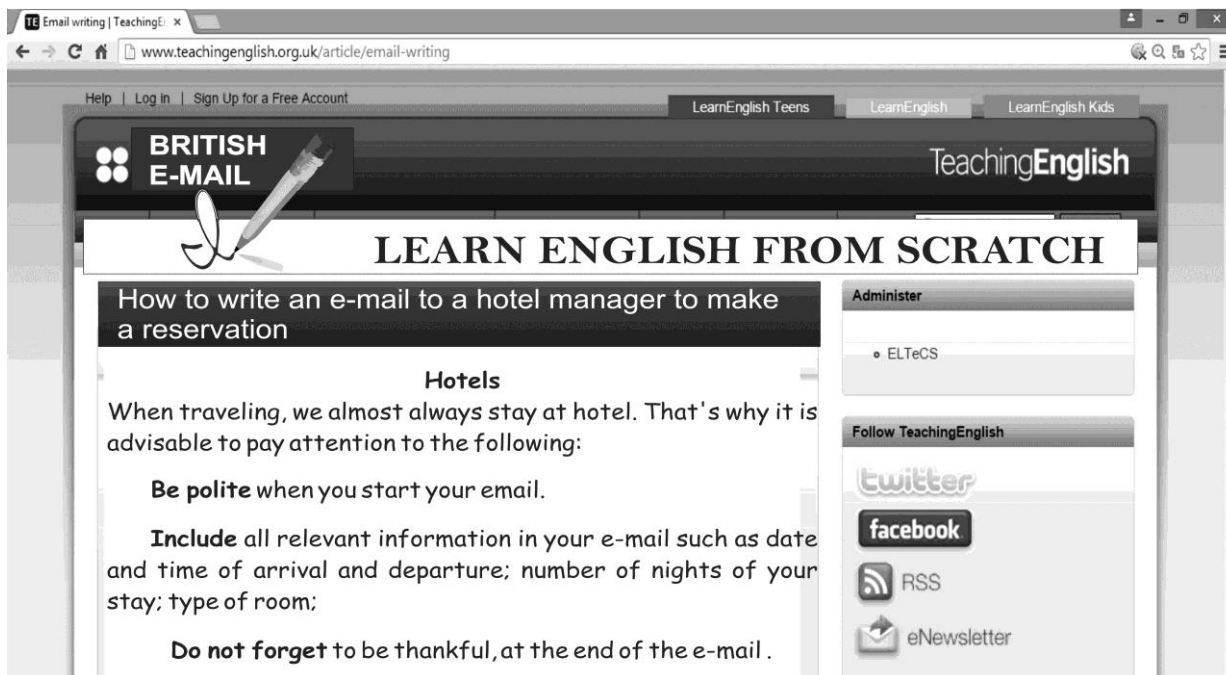 TE Email writing | TeachingE
www.teachingenglish.org.uk/article/email-writing
Help | Log in | Sign Up for a Free Account
LearnEnglish Teens LearnEnglish LearnEnglish Kids
BRITISH
E-MAIL
TeachingEnglish
LEARN ENGLISH FROM SCRATCH
How to write an e-mail to a hotel manager to make
a reservation
Hotels
When traveling, we almost always stay at hotel. That's why it is
advisable to pay attention to the following:
Be polite when you start your email.
Include all relevant information in your e-mail such as date
and time of arrival and departure; number of nights of your
stay; type of room;
Do not forget to be thankful, at the end of the e-mail .
Administer
ELTeCS
Follow TeachingEnglish
twitter
facebook
RSS
eNewsletter